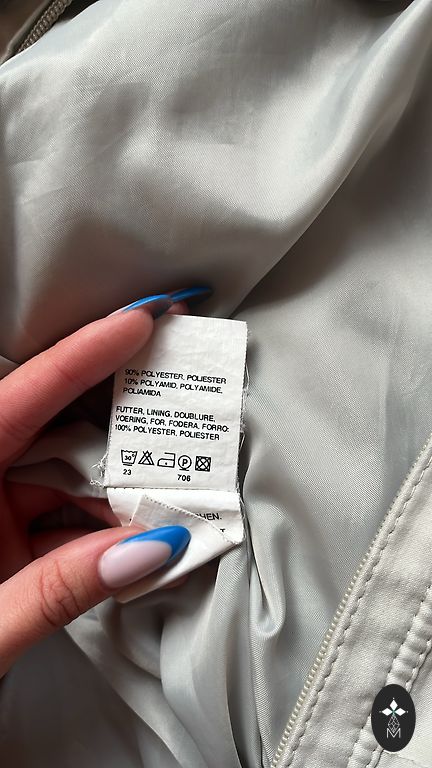 90% POLYESTER, POLIESTER
10% POLYAMID, POLYAMIDE,
POLIAMIDA
FUTTER, LINING, DOUBLURE,
VOERING, FOR, FODERA, FORRO:
100% POLYESTER, POLIESTER
30
P
23 706